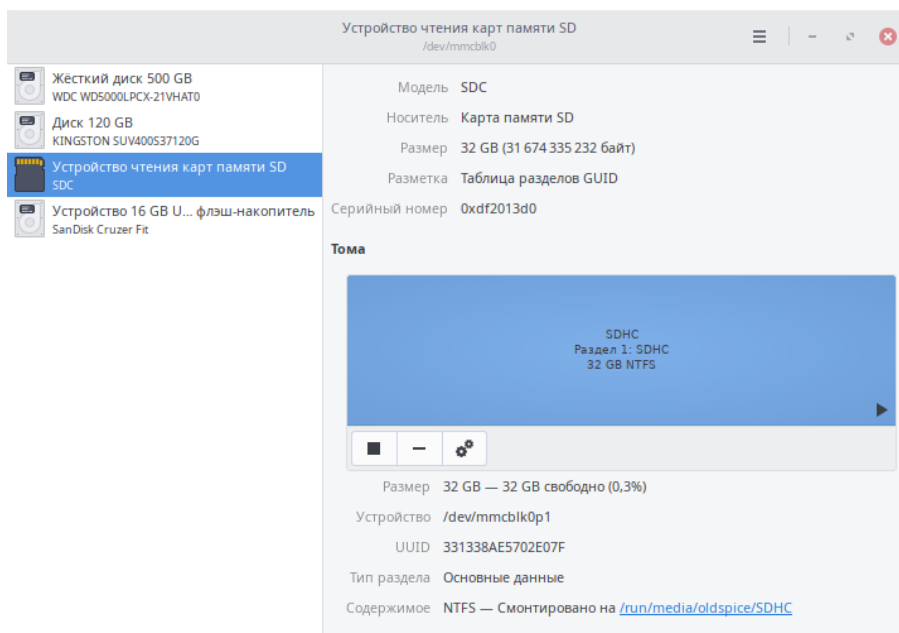 Устройство чтения карт памяти SD
/dev/mmcblk0
Жёсткий диск 500 GB
WDC WD5000LPCX-21VHAT0
Диск 120 GB
KINGSTON SUV400S37120G
Устройство чтения карт памяти SD
SDC
Устройство 16 GB U... флэш-накопитель
SanDisk Cruzer Fit
Модель SDC
Носитель Карта памяти SD
Размер 32 GB (31 674 335 232 байт)
Разметка Таблица разделов GUID
Серийный номер 0xdf2013d0
Тома
SDHC
Раздел 1: SDHC
32 GB NTFS
Размер 32 GB — 32 GB свободно (0,3%)
Устройство /dev/mmcblk0p1
UUID 331338AE5702E07F
Тип раздела Основные данные
Содержимое NTFS — Смонтировано на /run/media/oldspice/SDHC